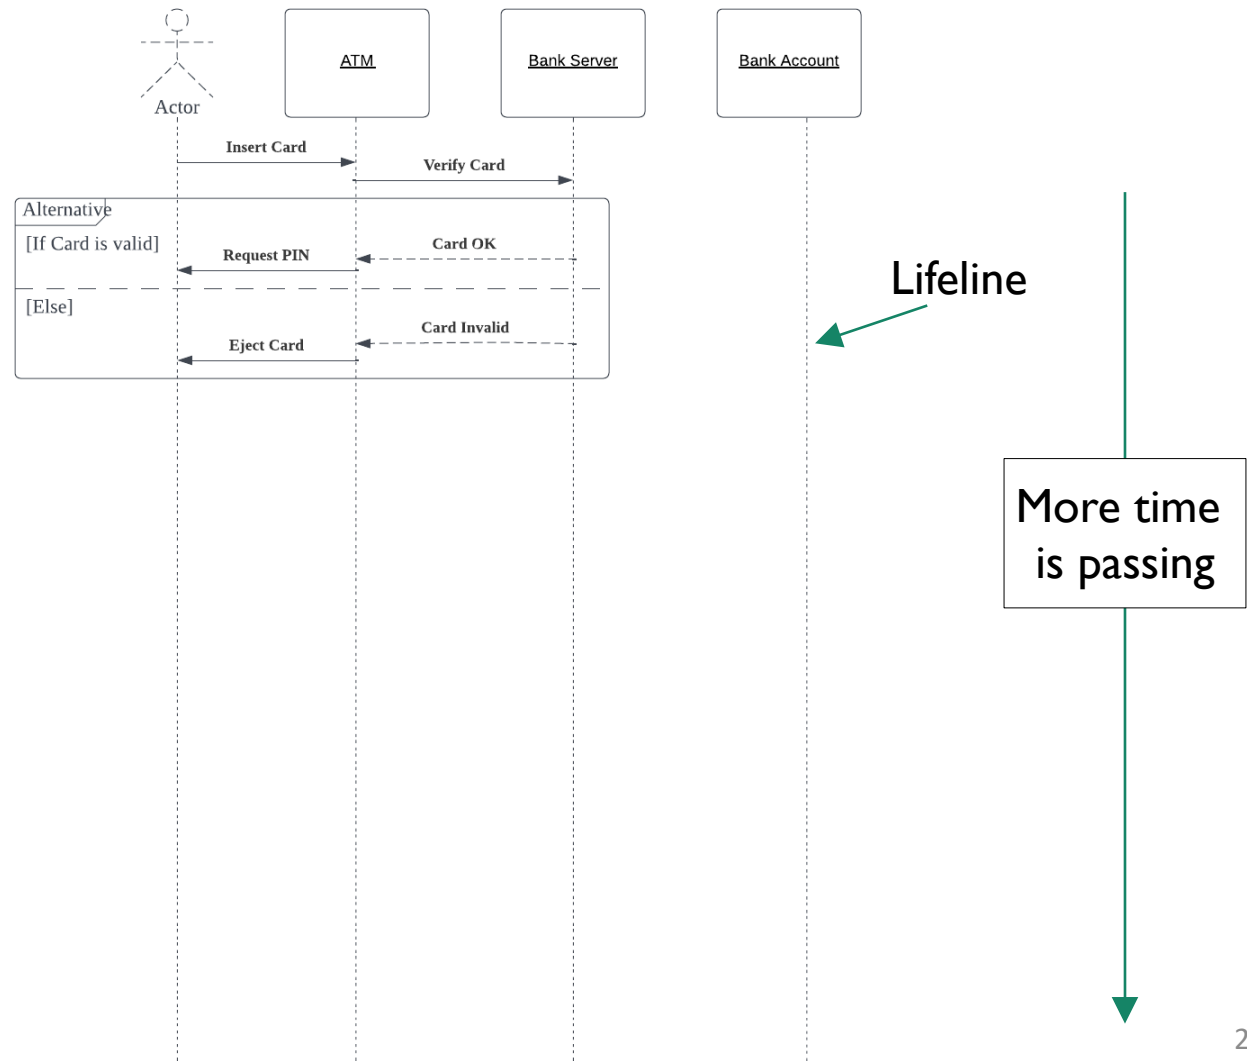 ATM
Bank Server
Bank Account
Actor
Insert Card
Verify Card
Alternative
[If Card is valid]
Card OK
Request PIN
[Else]
Card Invalid
Eject Card
Lifeline
More time
is passing
2